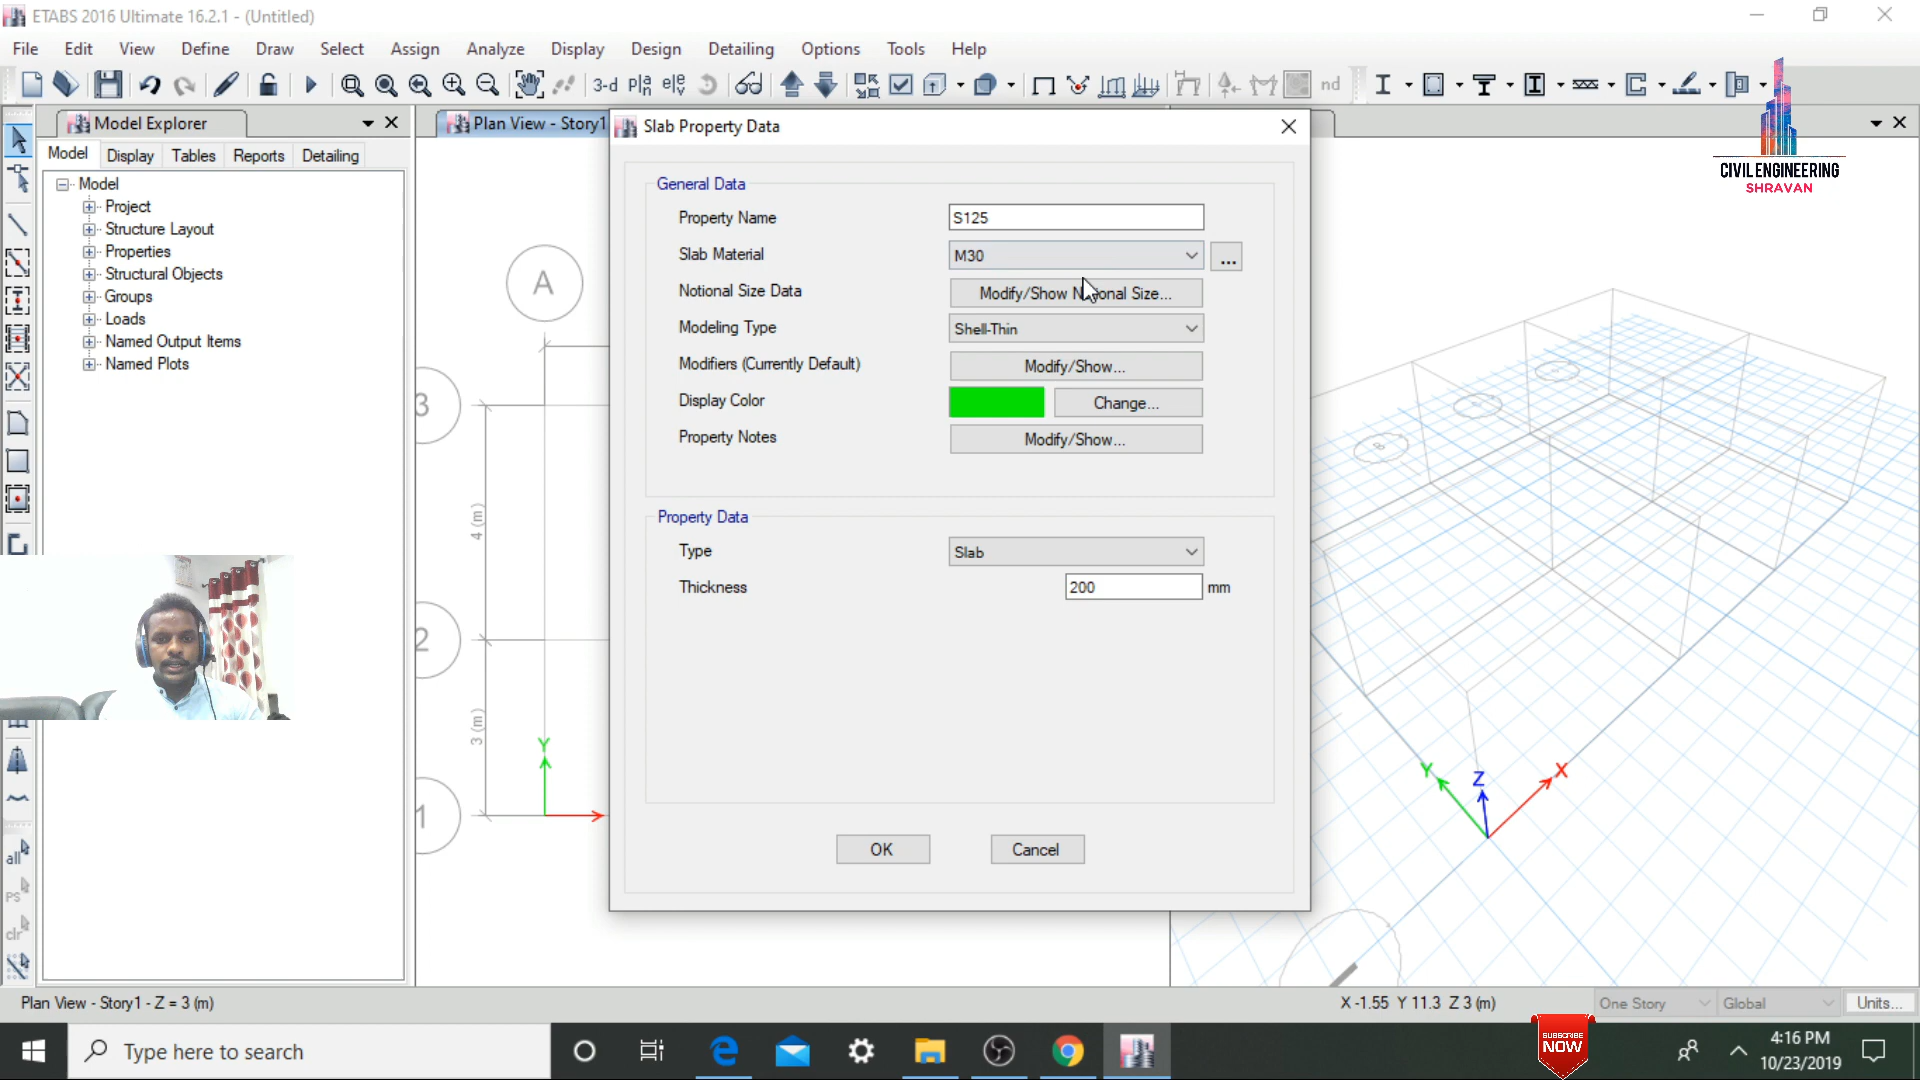 ETABS 2016 Ultimate 16.2.1 - (Untitled)
File Edit View Define Draw Select Assign Analyze Display Design Detailing Options Tools Help
3-d
nd
Model Explorer
Plan View - Story1
Slab Property Data
Model Display Tables Reports Detailing
Model
Project
Structure Layout
Properties
Structural Objects
Groups
Loads
Named Output Items
Named Plots
General Data
Property Name S125
Slab Material M30 ...
Notional Size Data
Modeling Type Shell-Thin
Modifiers (Currently Default) Modify/Show...
Display Color Change...
Property Notes Modify/Show...
Property Data
Type Slab
Thickness 200 mm
OK Cancel
A
3
4 (m)
2
3 (m)
1
Y
B
Y Z X
CIVIL ENGINEERING
SHRAVAN
all
ps
clr
Plan View - Story1 - Z = 3 (m)
X -1.55 Y 11.3 Z 3 (m)
One Story Global Units...
Type here to search
SUBSCRIBE
NOW
4:16 PM
10/23/2019